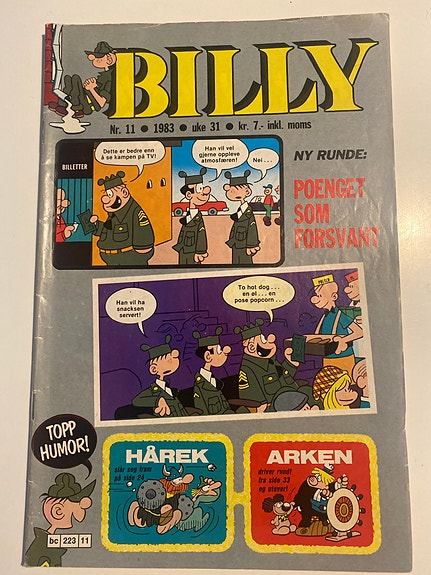 BILLY
Nr. 11 ● 1983 ● uke 31 ● kr. 7.- inkl. moms
Dette er bedre enn
å se kampen på TV!
Han vil vel
gjerne oppleve
atmosfæren!
Nei...
BILLETTER
NY RUNDE:
POENGET
SOM
FORSVANT
Han vil ha
snacksen
servert!
To hot dog...
en øl... en
pose popcorn...
TOPP
HUMOR!
HÅREK
slår seg fram
på side 24
ARKEN
driver rundt
fra side 33
og utover!
bc 223 11